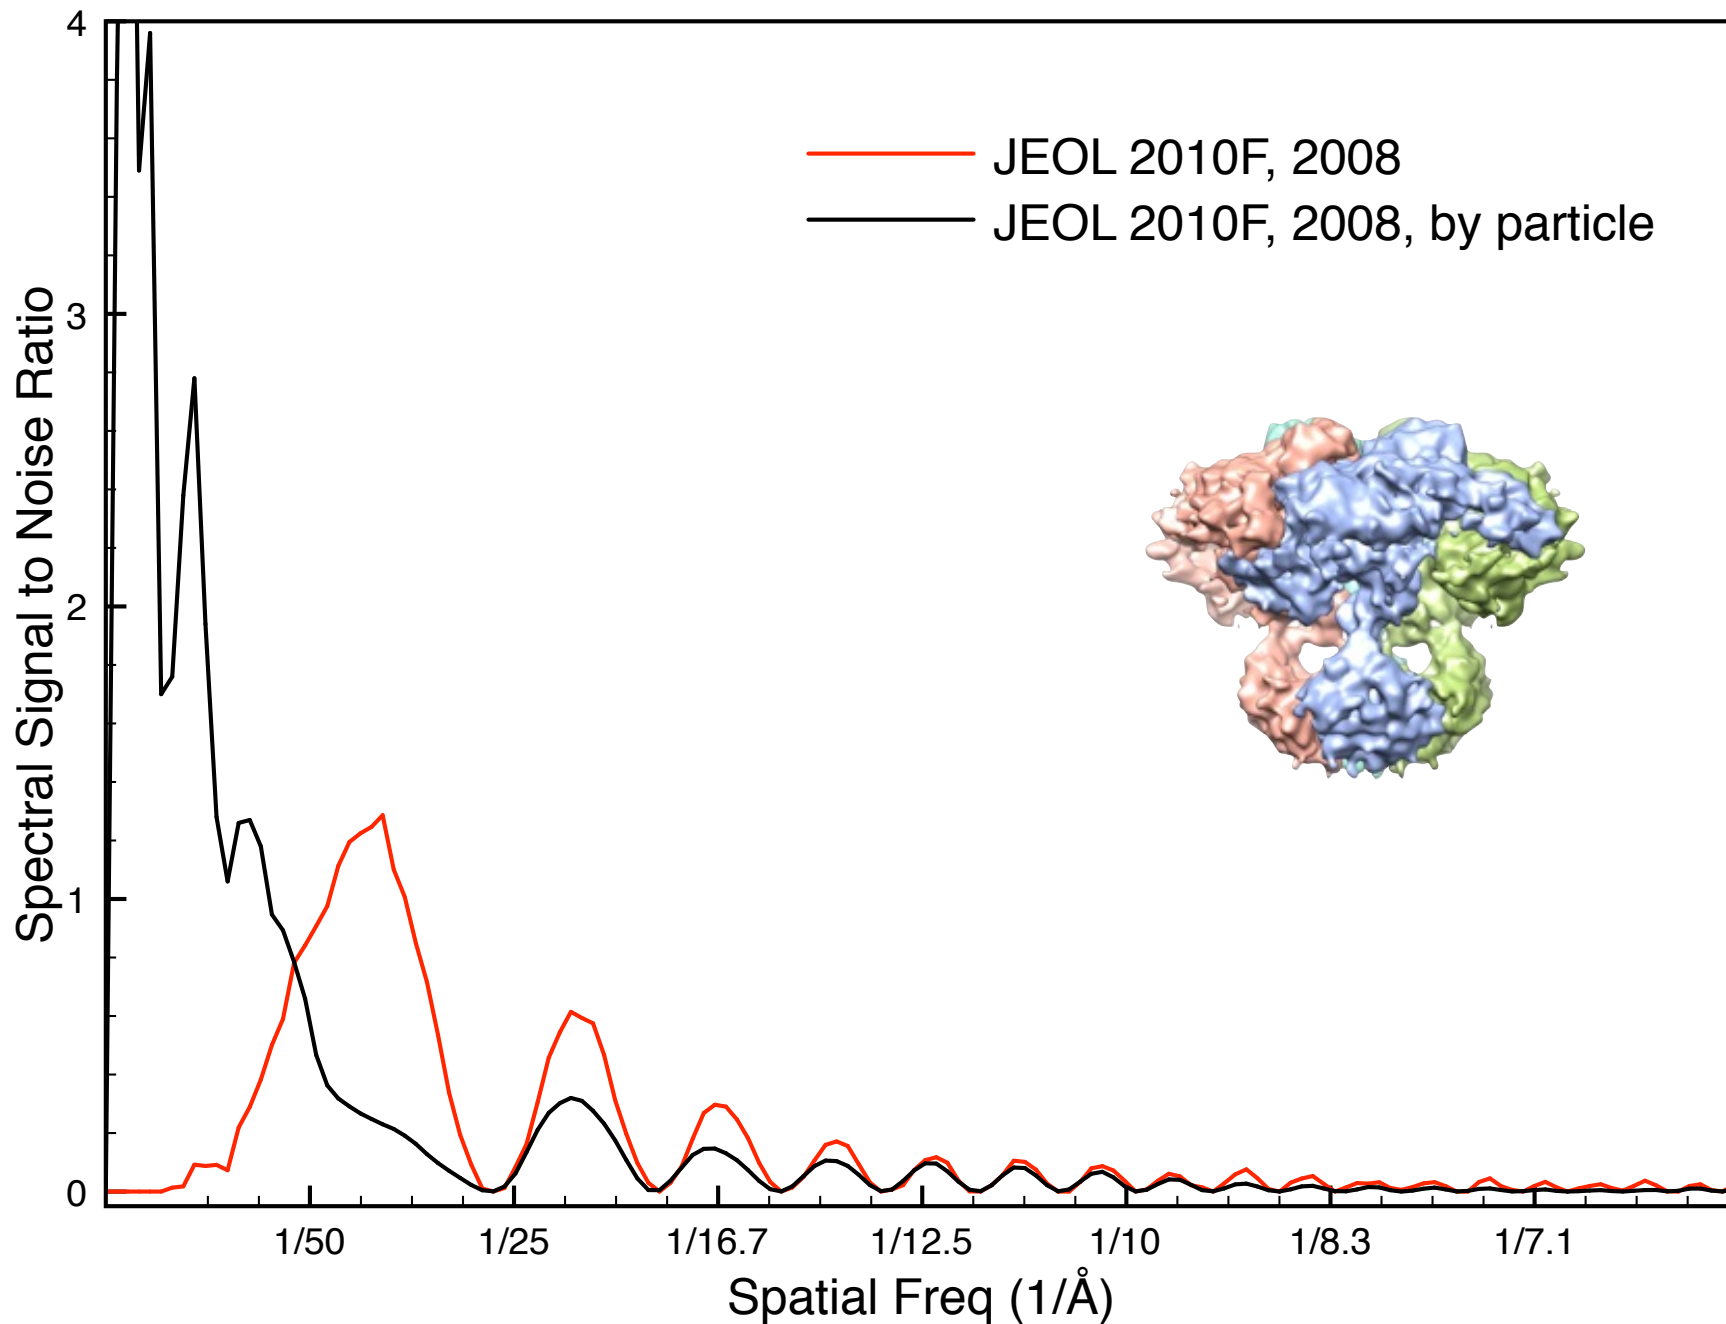 4
3
2
1
0
Spectral Signal to Noise Ratio
JEOL 2010F, 2008
JEOL 2010F, 2008, by particle
1/50 1/25 1/16.7 1/12.5 1/10 1/8.3 1/7.1
Spatial Freq (1/Å)